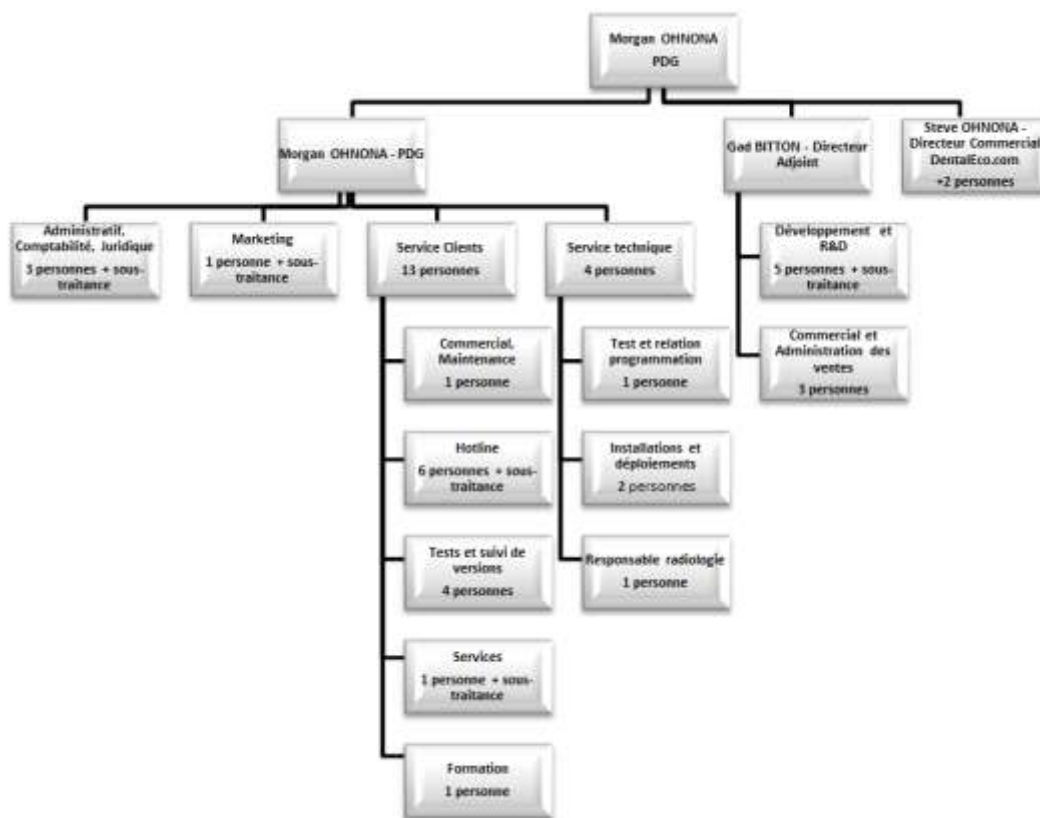 Morgan OHNONA
PDG
Morgan OHNONA - PDG
Gad BITTON - Directeur
Adjoint
Steve OHNONA -
Directeur Commercial
DentalEco.com
+2 personnes
Administratif,
Comptabilité, Juridique
3 personnes + sous-
traitance
Marketing
1 personne + sous-
traitance
Service Clients
13 personnes
Service technique
4 personnes
Développement et
R&D
5 personnes + sous-
traitance
Commercial,
Maintenance
1 personne
Test et relation
programmation
1 personne
Commercial et
Administration des
ventes
3 personnes
Hotline
6 personnes + sous-
traitance
Installations et
déploiements
2 personnes
Tests et suivi de
versions
4 personnes
Responsable radiologie
1 personne
Services
1 personne + sous-
traitance
Formation
1 personne